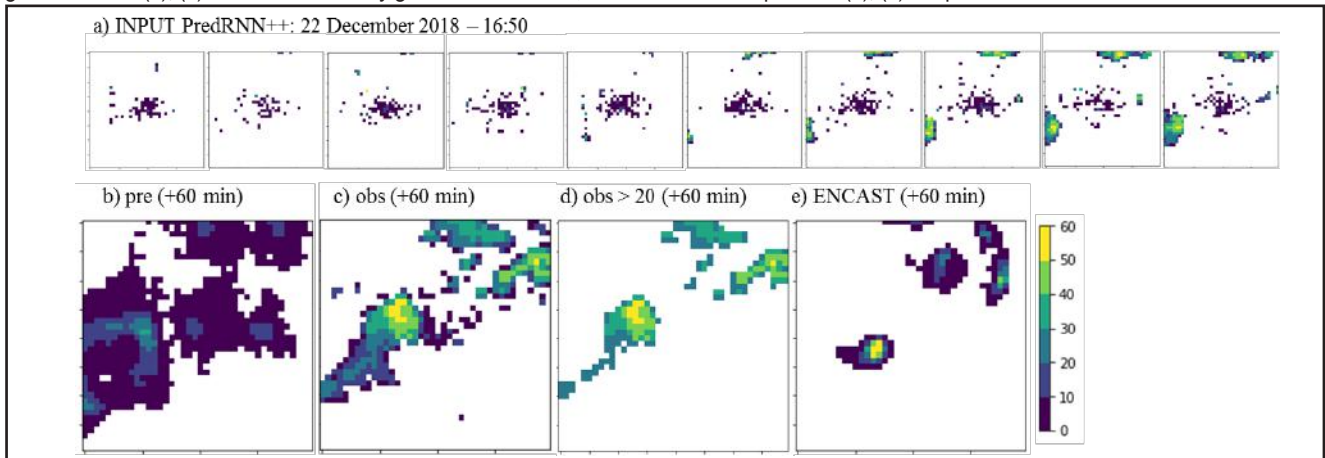 a) INPUT PredRNN++: 22 December 2018 – 16:50
b) pre (+60 min)
c) obs (+60 min)
d) obs > 20 (+60 min)
e) ENCAST (+60 min)
60
50
40
30
20
10
0